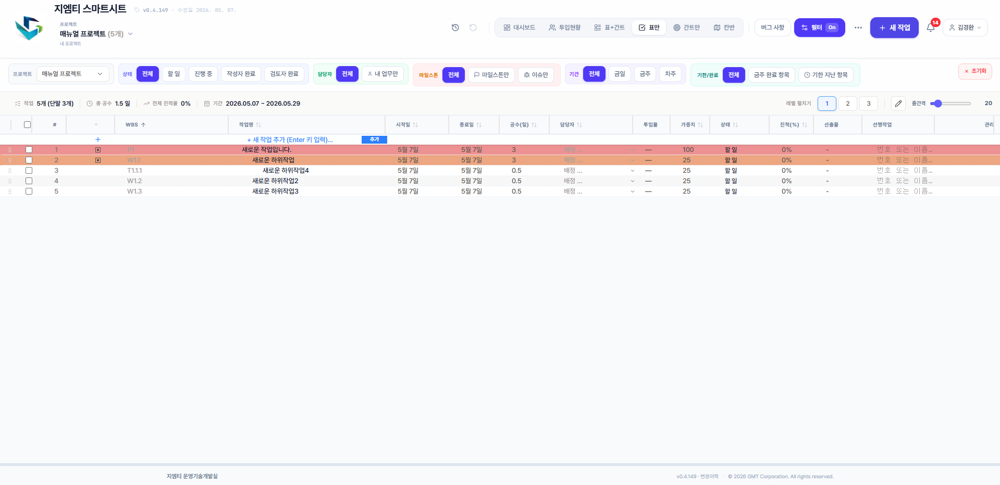 지엠티 스마트시트 v0.4.149 · 수정일 2026. 05. 07.
프로젝트
매뉴얼 프로젝트 (5개)
내 프로젝트
대시보드 투입현황 표+간트 표만 간트만 칸반 버그 사항 필터 On 새 작업 14 김경환
프로젝트 매뉴얼 프로젝트 상태 전체 할 일 진행 중 작성자 완료 검토자 완료 담당자 전체 내 업무만 마일스톤 전체 마일스톤만 이슈만 기간 전체 금일 금주 차주 기한/완료 전체 금주 완료 항목 기한 지난 항목 × 초기화
작업 5개 (단말 3개) 총 공수 1.5 일 전체 진척율 0% 기간 2026.05.07 ~ 2026.05.29 레벨 펼치기 1 2 3 줄간격 20
# WBS 작업명 시작일 종료일 공수(일) 담당자 투입율 가중치 상태 진척(%) 산출물 선행작업 관리
+ 새 작업 추가 (Enter 키 입력)... 추가
1 P1 새로운 작업입니다. 5월 7일 5월 7일 3 배정 ... — 100 할 일 0% - 번호 또는 이름...
2 W1.1 새로운 하위작업 5월 7일 5월 7일 3 배정 ... — 25 할 일 0% - 번호 또는 이름...
3 T1.1.1 새로운 하위작업4 5월 7일 5월 7일 0.5 배정 ... — 25 할 일 0% - 번호 또는 이름...
4 W1.2 새로운 하위작업2 5월 7일 5월 7일 0.5 배정 ... — 25 할 일 0% - 번호 또는 이름...
5 W1.3 새로운 하위작업3 5월 7일 5월 7일 0.5 배정 ... — 25 할 일 0% - 번호 또는 이름...
지엠티 운영기술개발실 v0.4.149 · 변경이력 · © 2026 GMT Corporation. All rights reserved.